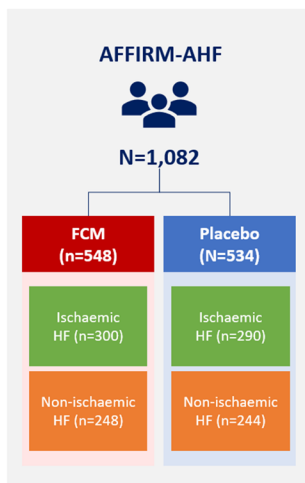 AFFIRM-AHF
N=1,082
FCM
(n=548)
Placebo
(N=534)
Ischaemic
HF (n=300)
Ischaemic
HF (n=290)
Non-ischaemic
HF (n=248)
Non-ischaemic
HF (n=244)